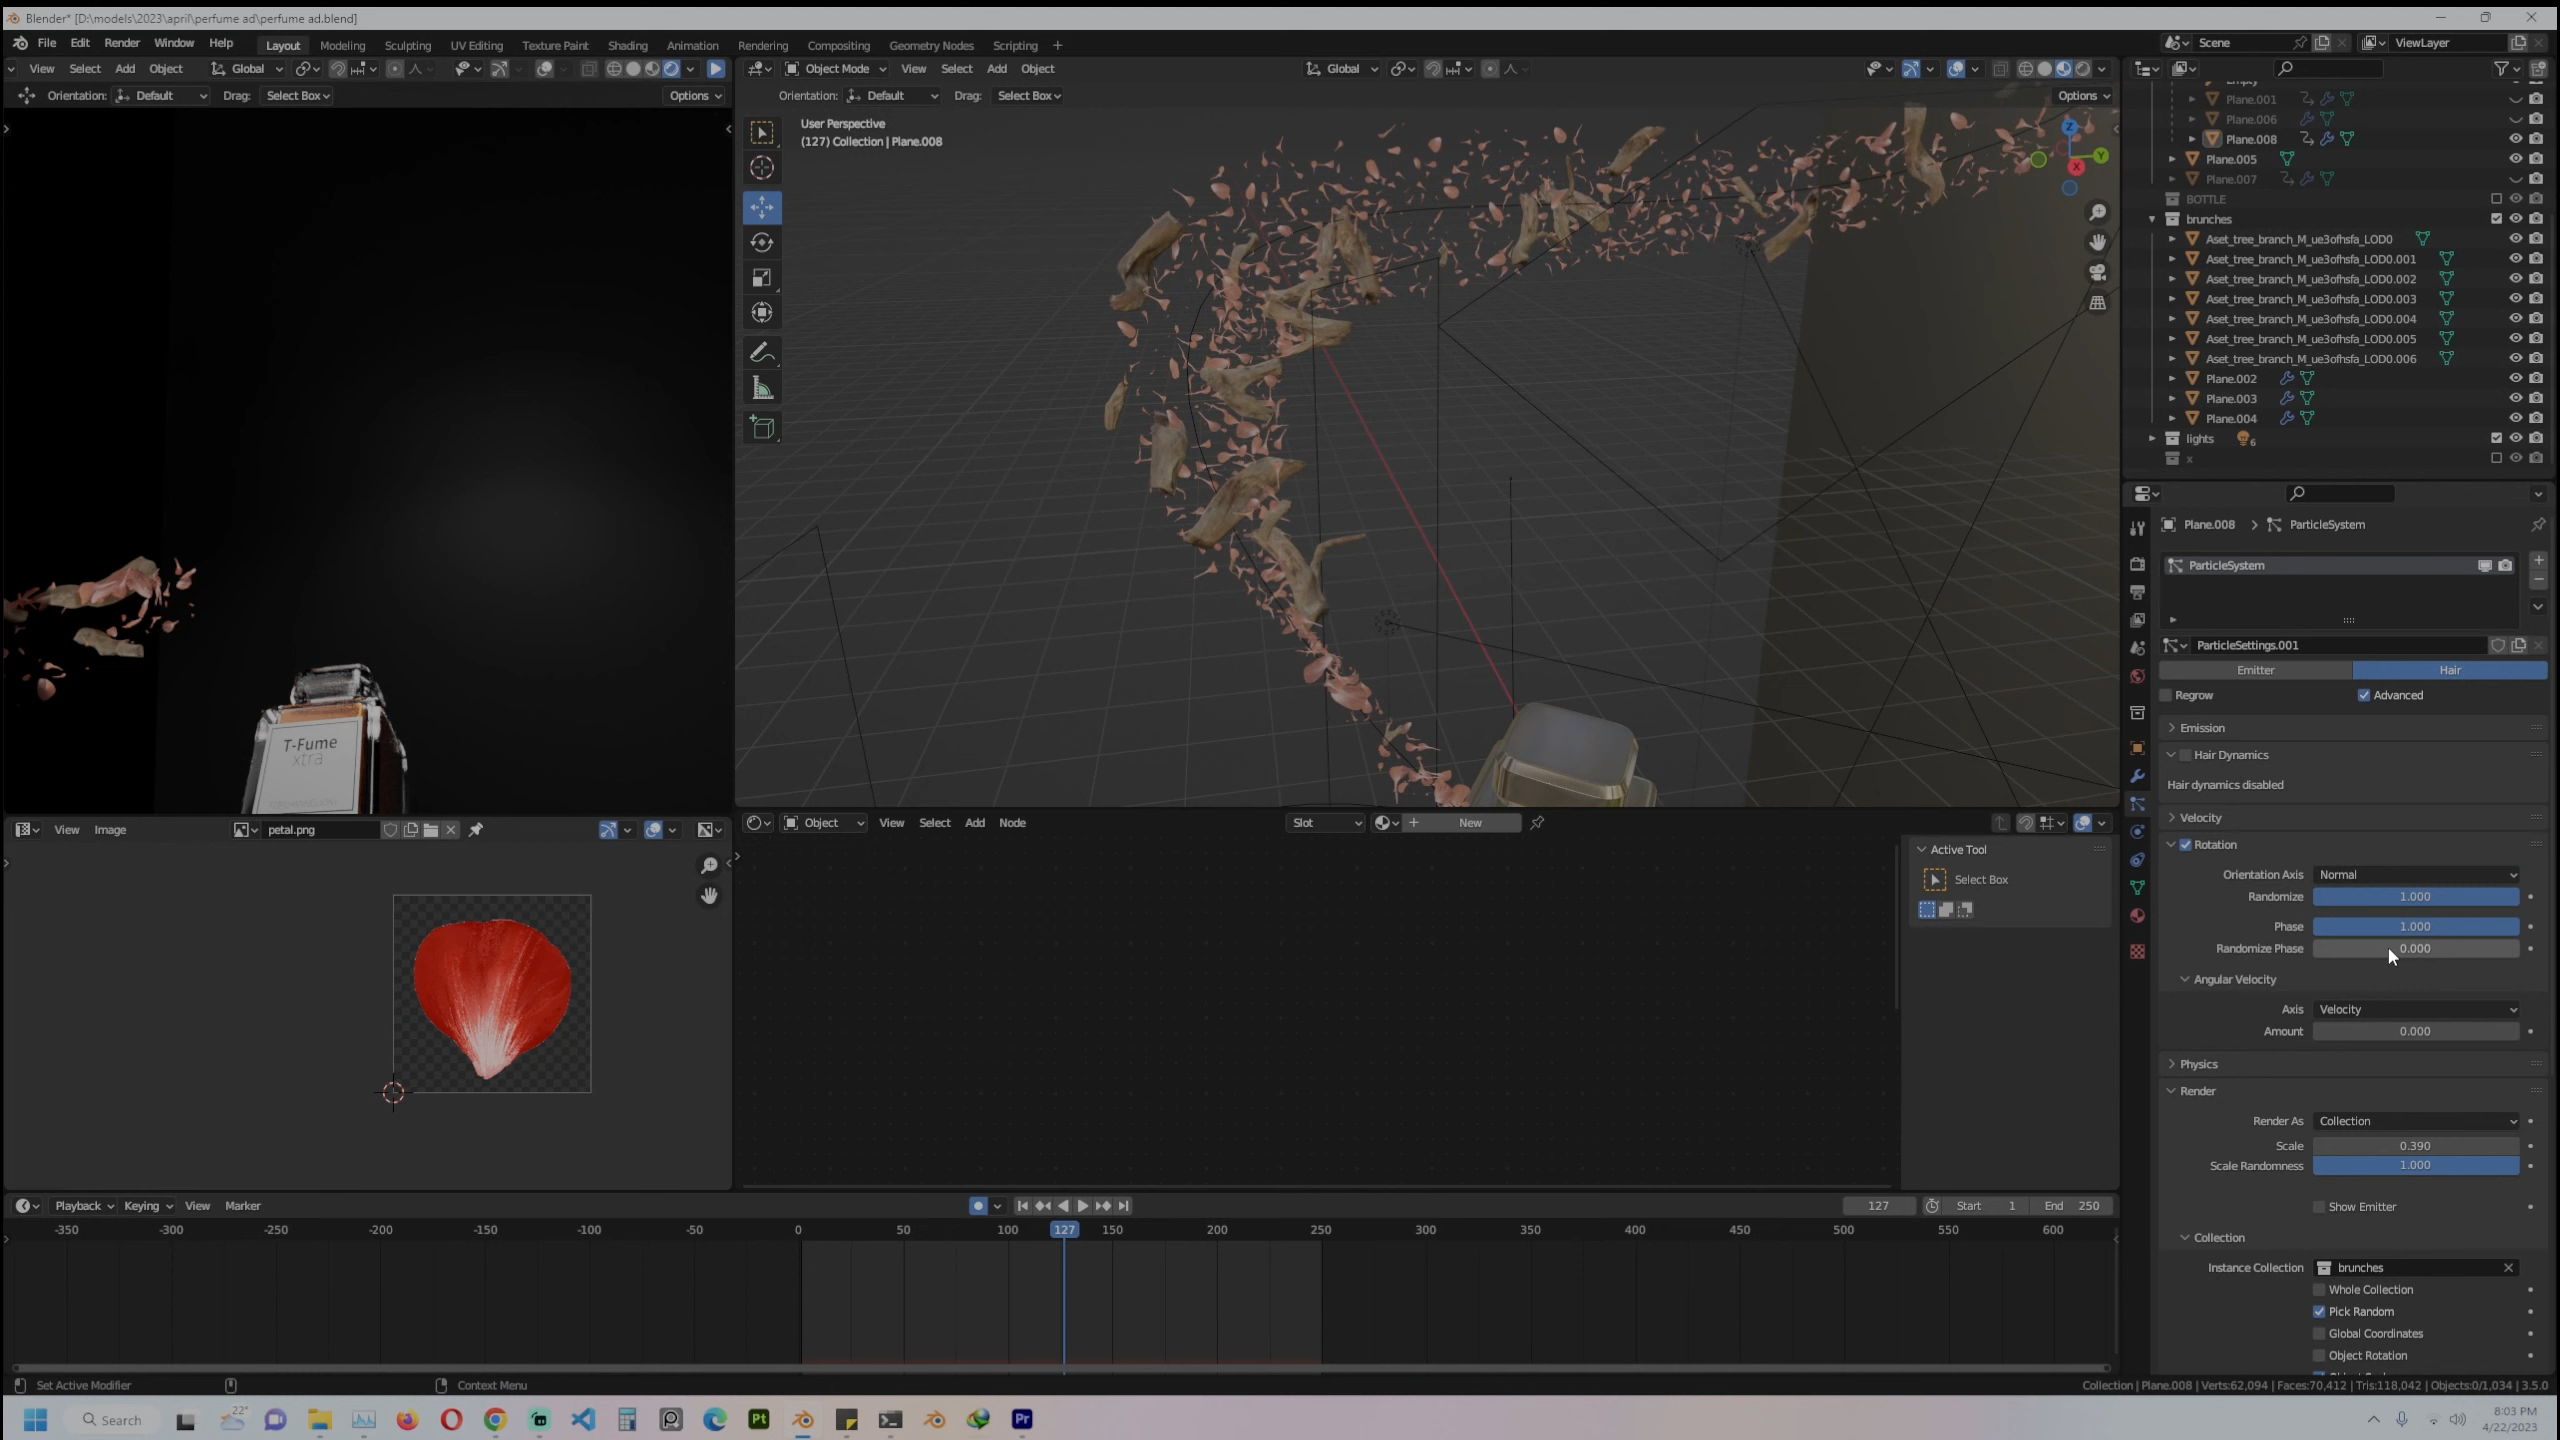 Blender* [D:\models\2023\april\perfume ad\perfume ad.blend]
File Edit Render Window Help Layout Modeling Sculpting UV Editing Texture Paint Shading Animation Rendering Compositing Geometry Nodes Scripting +
Scene ViewLayer
View Select Add Object Global
Object Mode View Select Add Object Global
Orientation: Default Drag: Select Box Options
Orientation: Default Drag: Select Box Options
User Perspective
(127) Collection | Plane.008
Z
Y
X
T-Fume
xtra
Empty
Plane.001
Plane.006
Plane.008
Plane.005
Plane.007
BOTTLE
brunches
Aset_tree_branch_M_ue3ofhsfa_LOD0
Aset_tree_branch_M_ue3ofhsfa_LOD0.001
Aset_tree_branch_M_ue3ofhsfa_LOD0.002
Aset_tree_branch_M_ue3ofhsfa_LOD0.003
Aset_tree_branch_M_ue3ofhsfa_LOD0.004
Aset_tree_branch_M_ue3ofhsfa_LOD0.005
Aset_tree_branch_M_ue3ofhsfa_LOD0.006
Plane.002
Plane.003
Plane.004
lights 6
x
Plane.008 > ParticleSystem
ParticleSystem
ParticleSettings.001
Emitter Hair
Regrow Advanced
Emission
Hair Dynamics
Hair dynamics disabled
Velocity
Rotation
Orientation Axis Normal
Randomize 1.000
Phase 1.000
Randomize Phase 0.000
Angular Velocity
Axis Velocity
Amount 0.000
Physics
Render
Render As Collection
Scale 0.390
Scale Randomness 1.000
Show Emitter
Collection
Instance Collection brunches
Whole Collection
Pick Random
Global Coordinates
Object Rotation
View Image petal.png
Object View Select Add Node Slot New
Active Tool
Select Box
Playback Keying View Marker 127 Start 1 End 250
-350 -300 -250 -200 -150 -100 -50 0 50 100 127 150 200 250 300 350 400 450 500 550 600
Set Active Modifier Context Menu
Collection | Plane.008 | Verts:62,094 | Faces:70,412 | Tris:118,042 | Objects:0/1,034 | 3.5.0
Search 22° Pt Pr
8:03 PM
4/22/2023